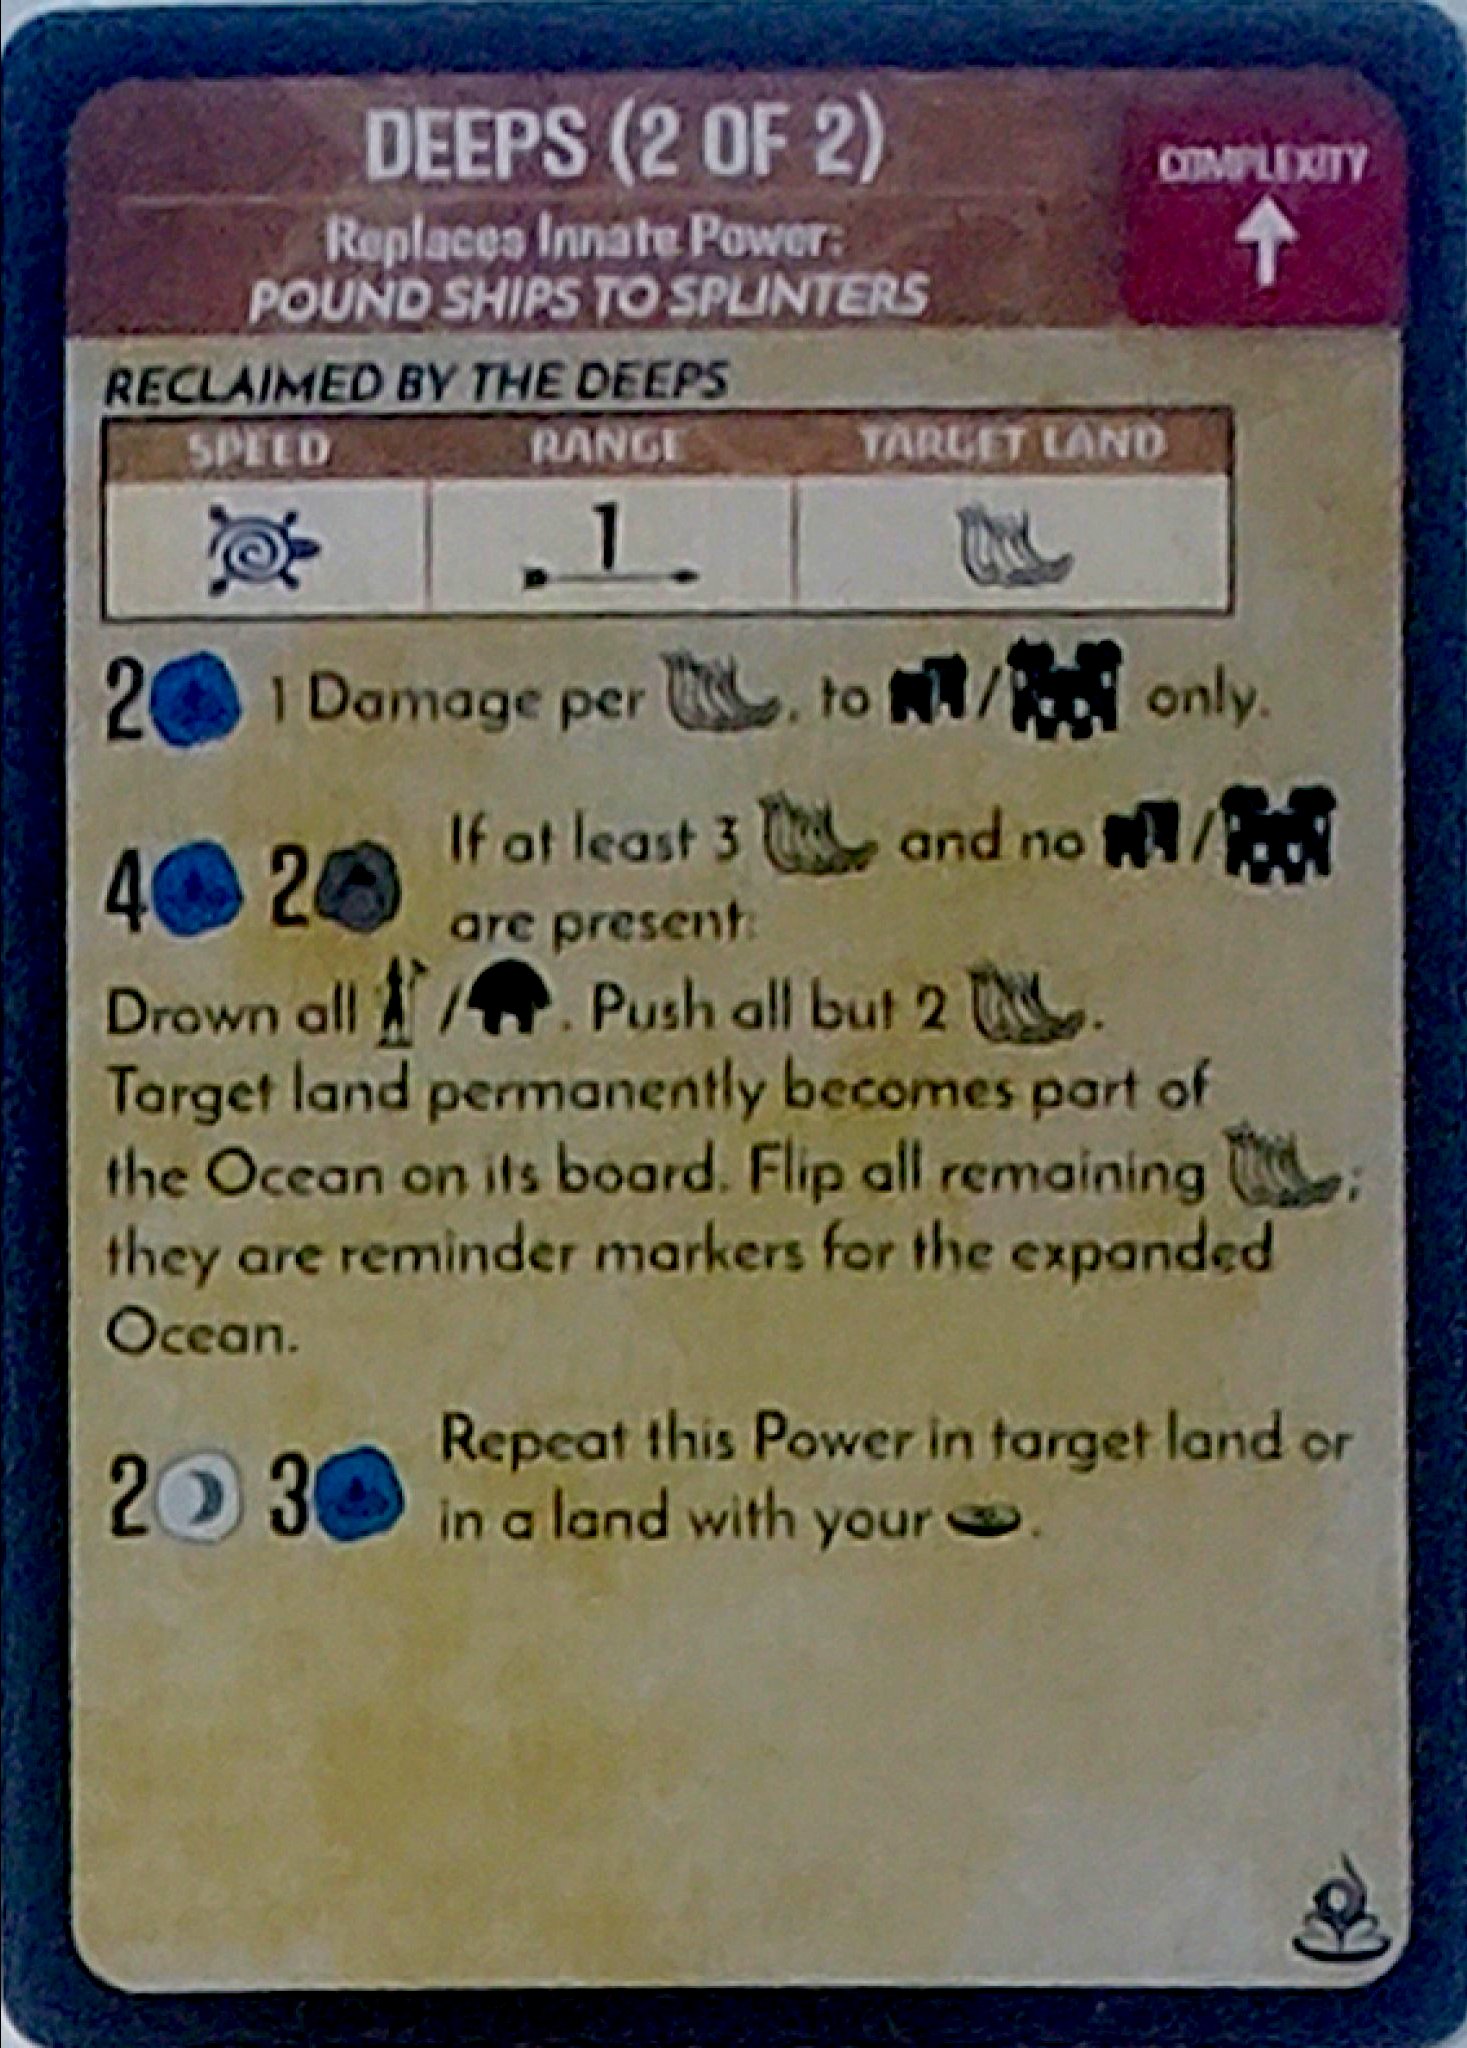 DEEPS (2 OF 2)
COMPLEXITY
Replaces Innate Power:
POUND SHIPS TO SPLINTERS
RECLAIMED BY THE DEEPS
SPEED RANGE TARGET LAND
1
2 1 Damage per , to / only.
If at least 3 and no /
4 2 are present:
Drown all / . Push all but 2 .
Target land permanently becomes part of
the Ocean on its board. Flip all remaining ;
they are reminder markers for the expanded
Ocean.
2 3 Repeat this Power in target land or
in a land with your .